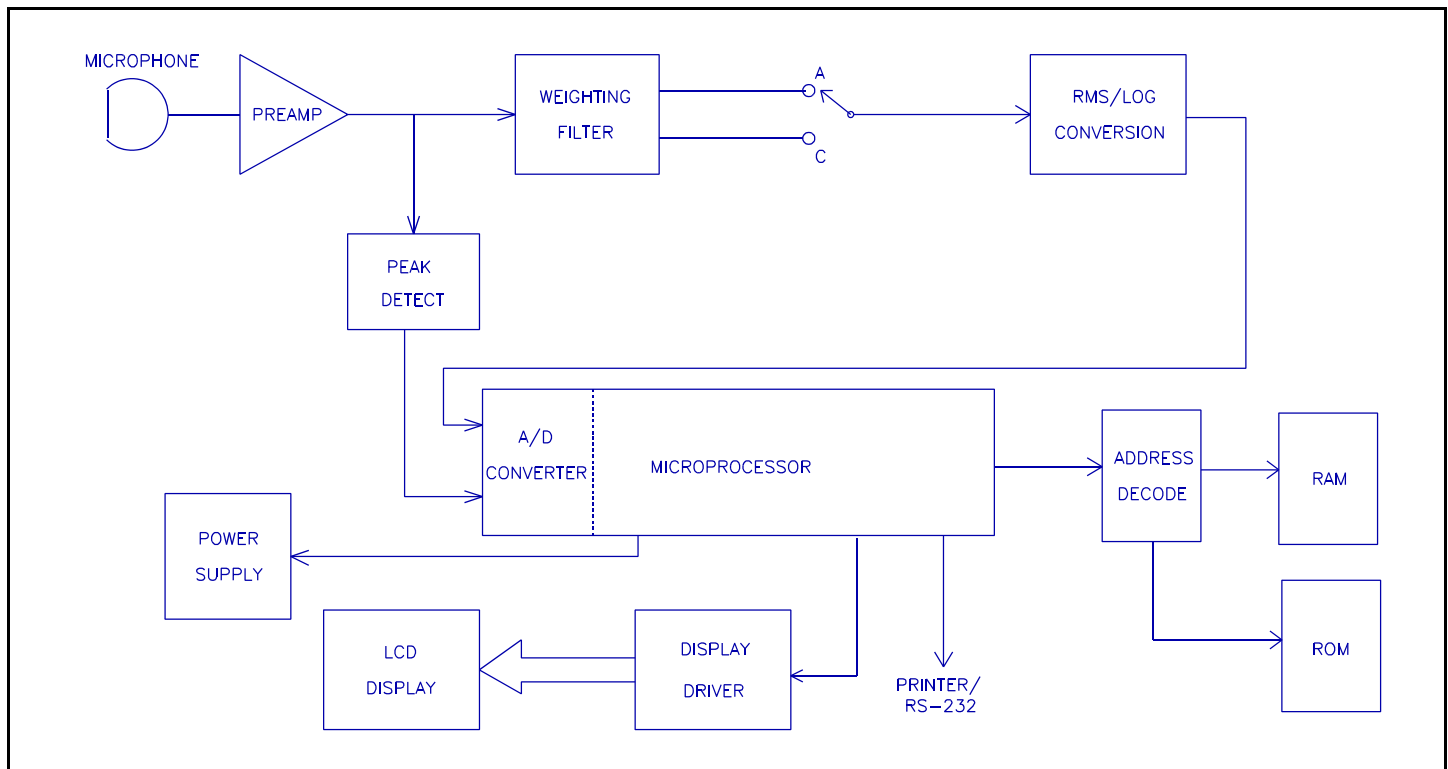 MICROPHONE
PREAMP
WEIGHTING
FILTER
A
C
RMS/LOG
CONVERSION
PEAK
DETECT
A/D
CONVERTER
MICROPROCESSOR
ADDRESS
DECODE
RAM
POWER
SUPPLY
LCD
DISPLAY
DISPLAY
DRIVER
PRINTER/
RS-232
ROM